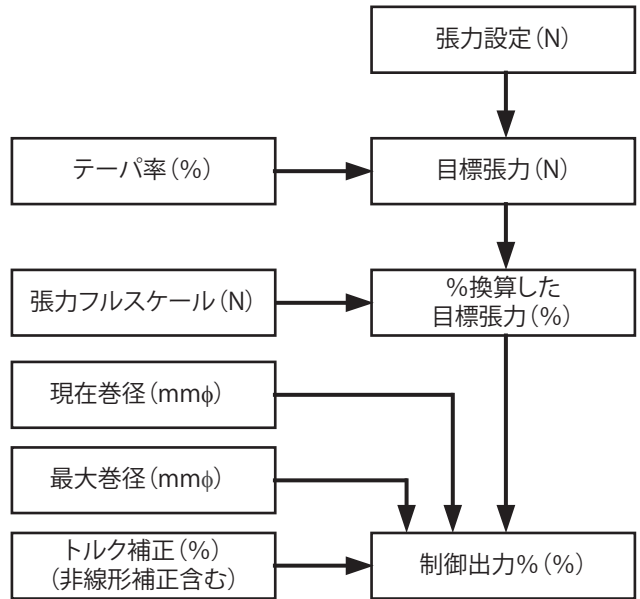 張力設定(N)
テーパ率(%)
目標張力(N)
張力フルスケール(N)
%換算した
目標張力(%)
現在巻径(mmϕ)
最大巻径(mmϕ)
トルク補正(%)
(非線形補正含む)
制御出力%(%)